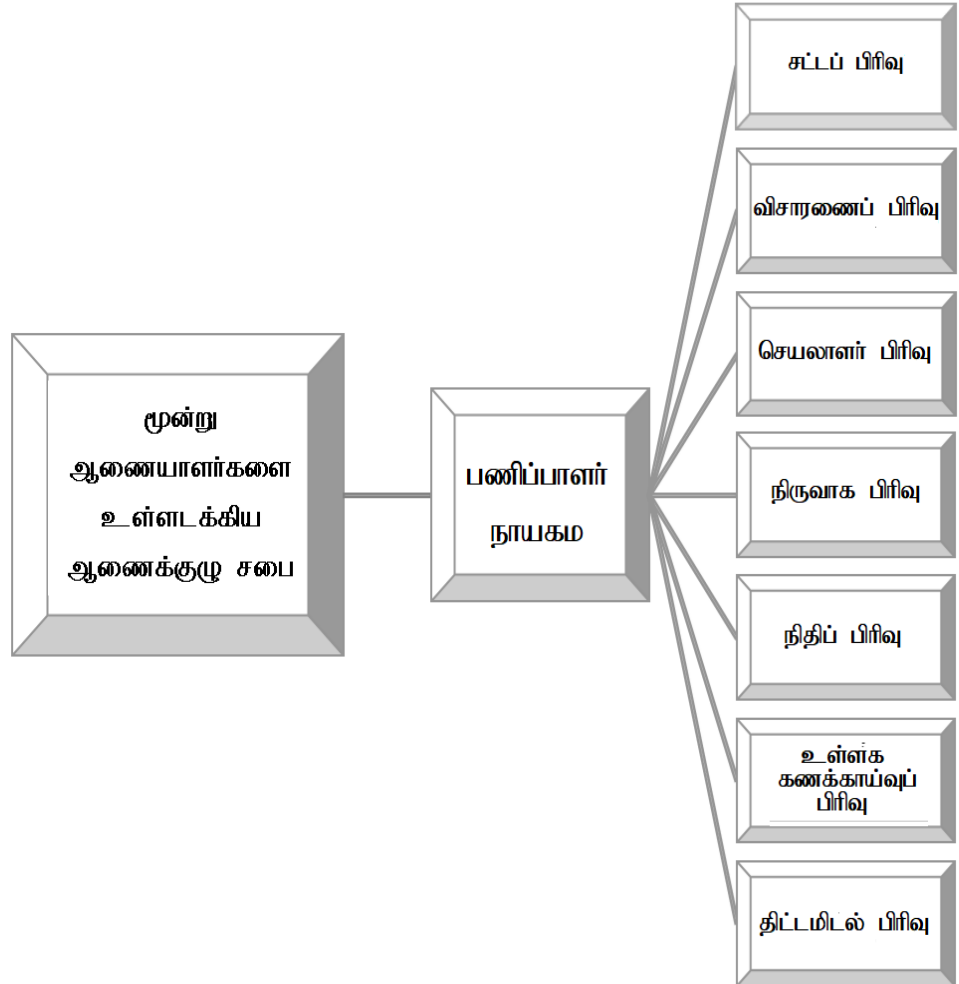 மூன்று
ஆணையாளர்களை
உள்ளடக்கிய
ஆணைக்குழு சபை
பணிப்பாளர்
நாயகம
சட்டப் பிரிவு
விசாரணைப் பிரிவு
செயலாளர் பிரிவு
நிருவாக பிரிவு
நிதிப் பிரிவு
உள்ளக
கணக்காய்வுப்
பிரிவு
திட்டமிடல் பிரிவு